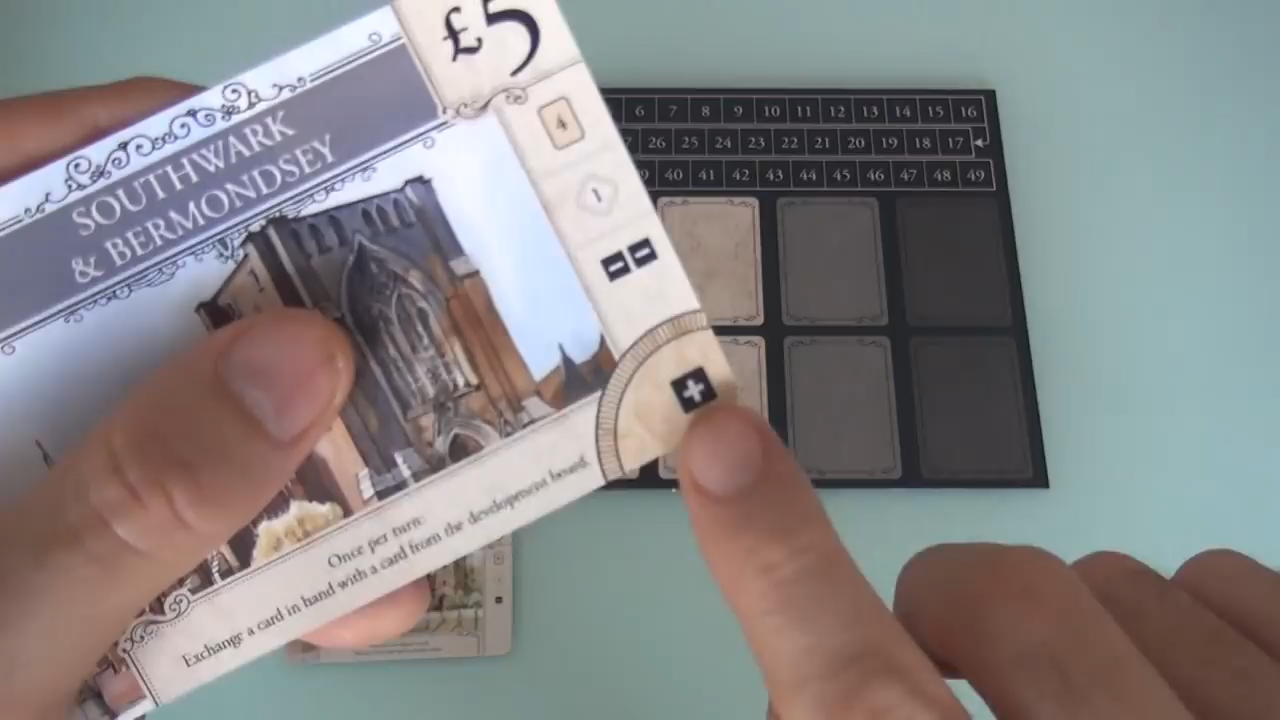 £5
SOUTHWARK
& BERMONDSEY
4
1
Once per turn:
Exchange a card in hand with a card from the development board.
6 7 8 9 10 11 12 13 14 15 16
26 25 24 23 22 21 20 19 18 17
40 41 42 43 44 45 46 47 48 49